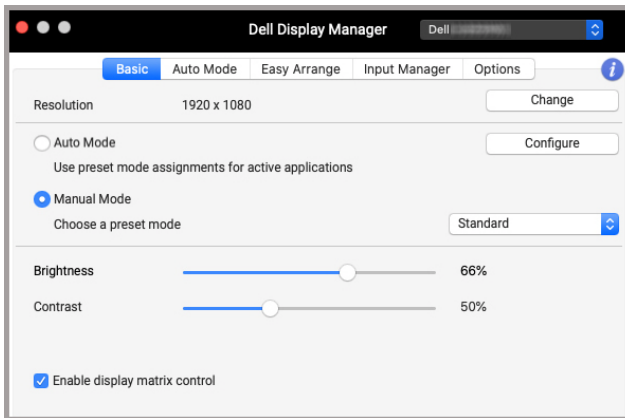 Dell Display Manager Dell
Basic Auto Mode Easy Arrange Input Manager Options i
Resolution 1920 x 1080 Change
Auto Mode Configure
Use preset mode assignments for active applications
Manual Mode
Choose a preset mode Standard
Brightness 66%
Contrast 50%
Enable display matrix control